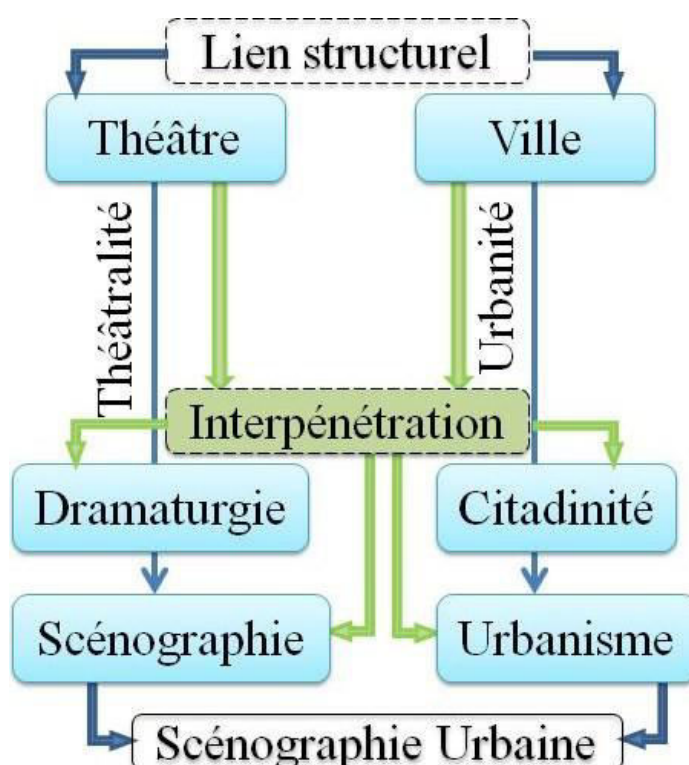 Lien structurel
Théâtre
Ville
Théâtralité
Urbanité
Interpénétration
Dramaturgie
Citadinité
Scénographie
Urbanisme
Scénographie Urbaine